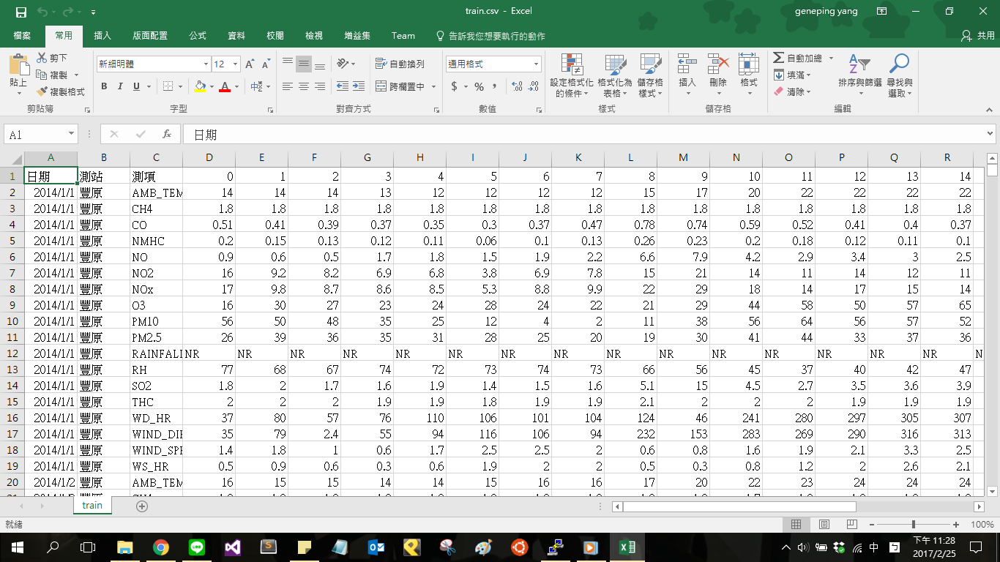 train.csv - Excel
geneping yang
檔案 常用 插入 版面配置 公式 資料 校閱 檢視 增益集 Team 告訴我您想要執行的動作 共用
貼上
剪下
複製
複製格式
剪貼簿
新細明體 12
B I U A
字型
自動換列
跨欄置中
對齊方式
通用格式
$ % ,
數值
設定格式化的條件
格式化為表格
儲存格樣式
樣式
插入 刪除 格式
儲存格
自動加總
填滿
清除
排序與篩選
尋找與選取
編輯
A1 fx 日期
A B C D E F G H I J K L M N O P Q R
1 日期 測站 測項 0 1 2 3 4 5 6 7 8 9 10 11 12 13 14
2 2014/1/1 豐原 AMB_TEM 14 14 14 13 12 12 12 12 15 17 20 22 22 22 22
3 2014/1/1 豐原 CH4 1.8 1.8 1.8 1.8 1.8 1.8 1.8 1.8 1.8 1.8 1.8 1.8 1.8 1.8 1.8
4 2014/1/1 豐原 CO 0.51 0.41 0.39 0.37 0.35 0.3 0.37 0.47 0.78 0.74 0.59 0.52 0.41 0.4 0.37
5 2014/1/1 豐原 NMHC 0.2 0.15 0.13 0.12 0.11 0.06 0.1 0.13 0.26 0.23 0.2 0.18 0.12 0.11 0.1
6 2014/1/1 豐原 NO 0.9 0.6 0.5 1.7 1.8 1.5 1.9 2.2 6.6 7.9 4.2 2.9 3.4 3 2.5
7 2014/1/1 豐原 NO2 16 9.2 8.2 6.9 6.8 3.8 6.9 7.8 15 21 14 11 14 12 11
8 2014/1/1 豐原 NOx 17 9.8 8.7 8.6 8.5 5.3 8.8 9.9 22 29 18 14 17 15 14
9 2014/1/1 豐原 O3 16 30 27 23 24 28 24 22 21 29 44 58 50 57 65
10 2014/1/1 豐原 PM10 56 50 48 35 25 12 4 2 11 38 56 64 56 57 52
11 2014/1/1 豐原 PM2.5 26 39 36 35 31 28 25 20 19 30 41 44 33 37 36
12 2014/1/1 豐原 RAINFALL NR NR NR NR NR NR NR NR NR NR NR NR NR NR NR N
13 2014/1/1 豐原 RH 77 68 67 74 72 73 74 73 66 56 45 37 40 42 47
14 2014/1/1 豐原 SO2 1.8 2 1.7 1.6 1.9 1.4 1.5 1.6 5.1 15 4.5 2.7 3.5 3.6 3.9
15 2014/1/1 豐原 THC 2 2 2 1.9 1.9 1.8 1.9 1.9 2.1 2 2 2 1.9 1.9 1.9
16 2014/1/1 豐原 WD_HR 37 80 57 76 110 106 101 104 124 46 241 280 297 305 307
17 2014/1/1 豐原 WIND_DIR 35 79 2.4 55 94 116 106 94 232 153 283 269 290 316 313
18 2014/1/1 豐原 WIND_SPE 1.4 1.8 1 0.6 1.7 2.5 2.5 2 0.6 0.8 1.6 1.9 2.1 3.3 2.5
19 2014/1/1 豐原 WS_HR 0.5 0.9 0.6 0.3 0.6 1.9 2 2 0.5 0.3 0.8 1.2 2 2.6 2.1
20 2014/1/2 豐原 AMB_TEM 16 15 15 14 14 15 16 16 17 20 22 23 24 24 24
train
就緒 100%
中
下午 11:28
2017/2/25